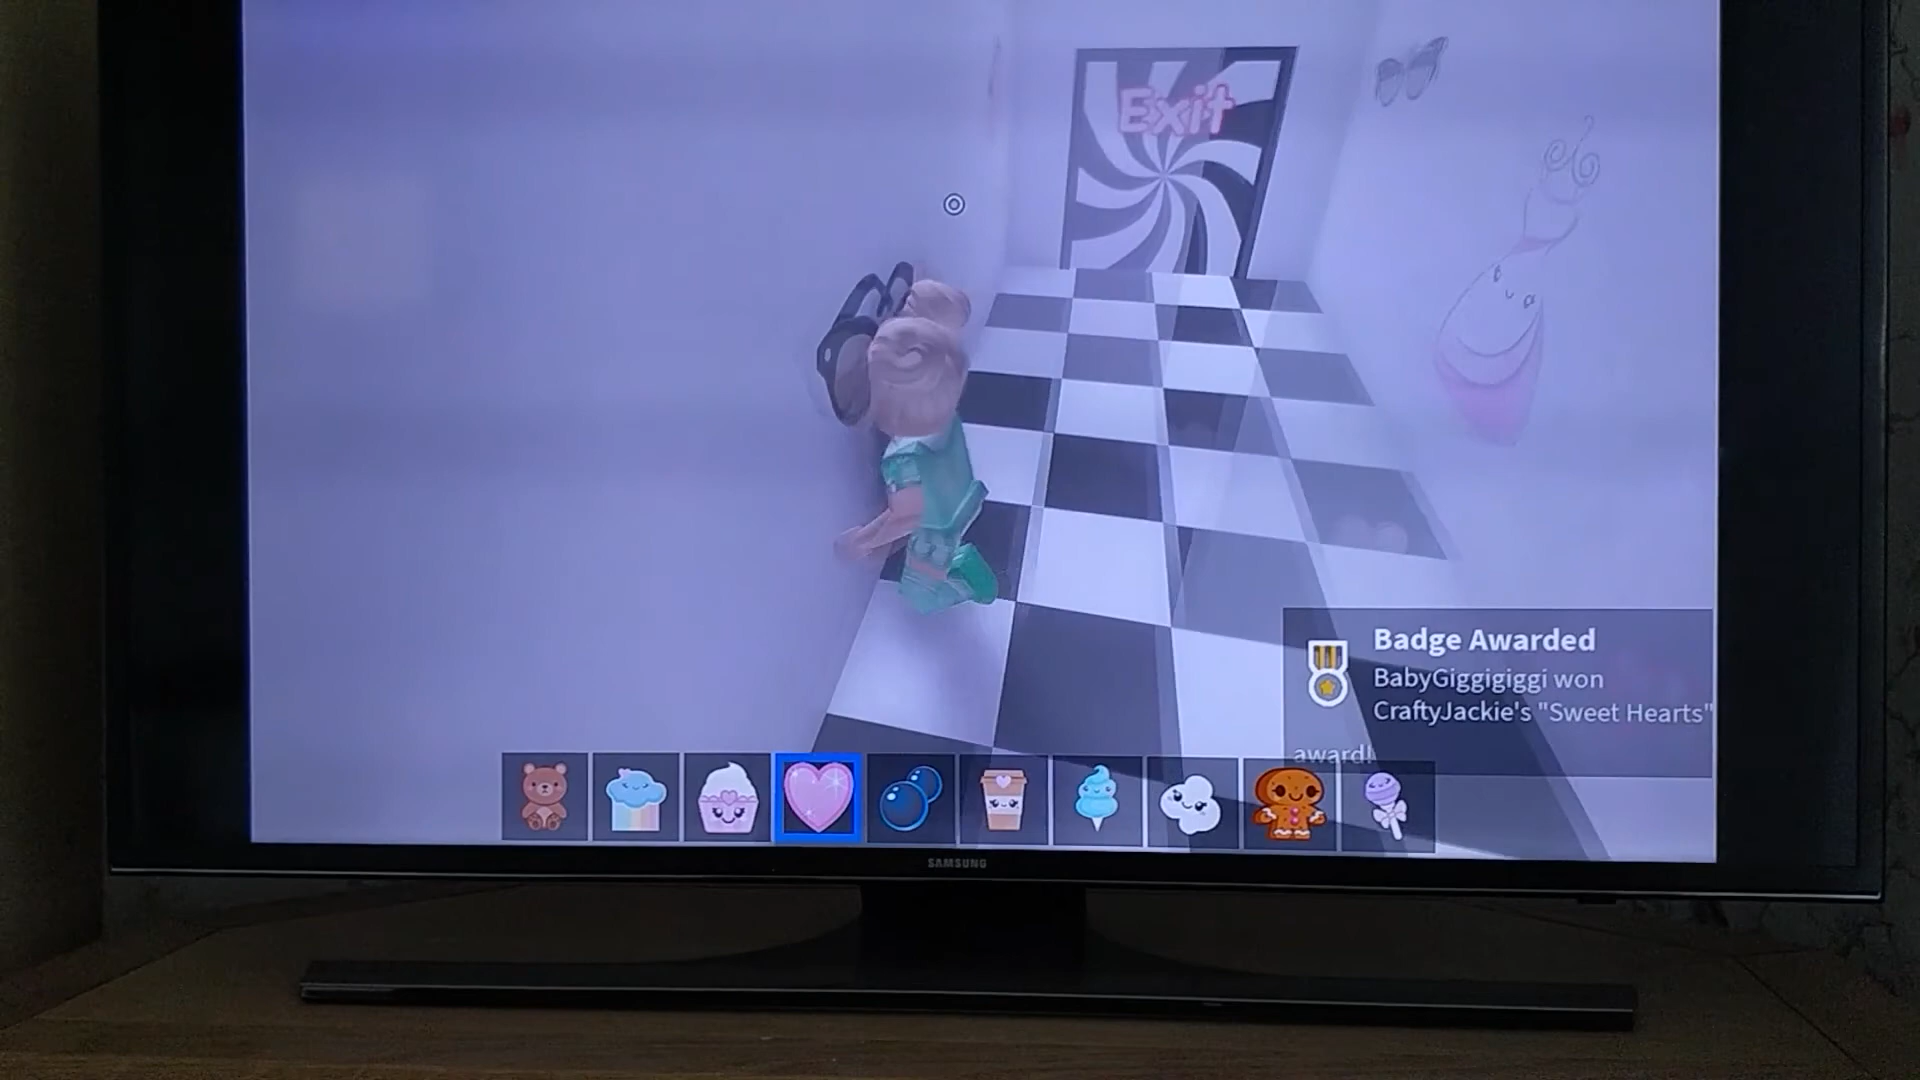 Exit
Badge Awarded
BabyGiggigiggi won
CraftyJackie's "Sweet Hearts"
award!
SAMSUNG